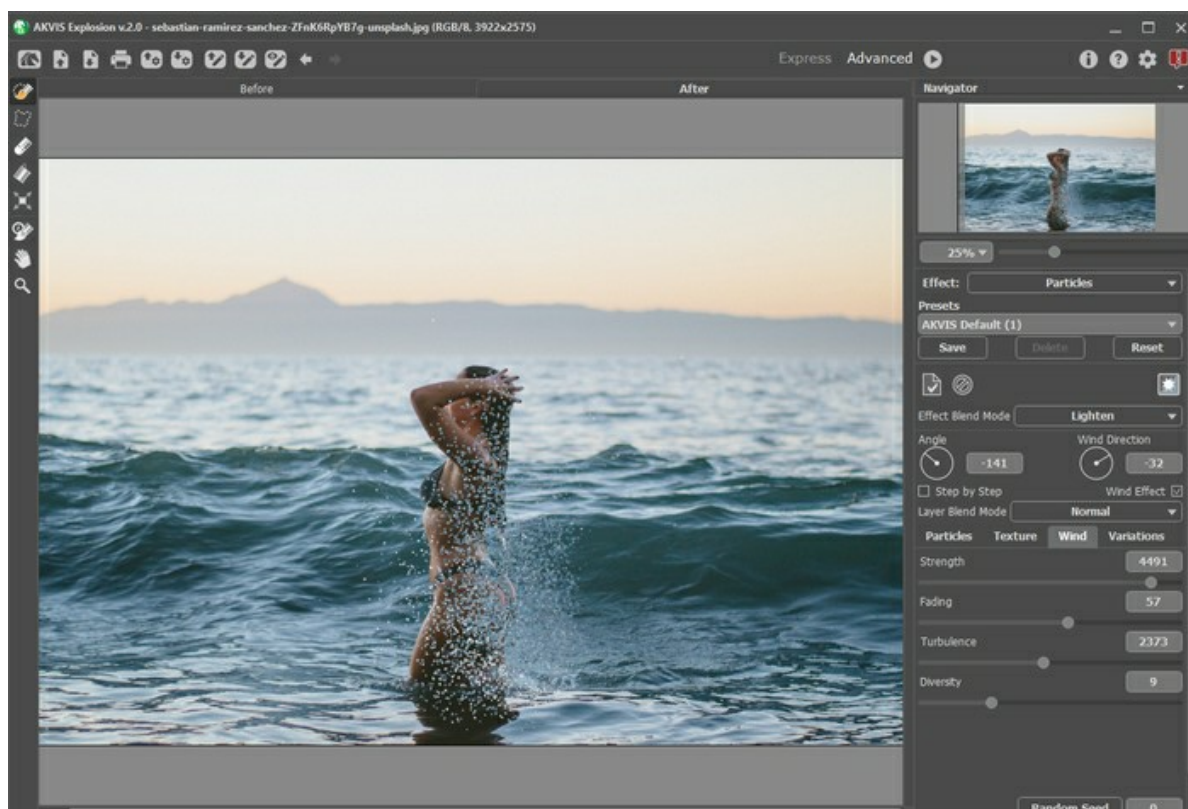 AKVIS Explosion v.2.0 - sebastian-ramirez-sanchez-ZFnK6RpYB7g-unsplash.jpg (RGB/8, 3922x2575)
Express Advanced
Before After
Navigator
25%
Effect: Particles
Presets
AKVIS Default (1)
Save Delete Reset
Effect Blend Mode Lighten
Angle Wind Direction
-141 -32
Step by Step Wind Effect
Layer Blend Mode Normal
Particles Texture Wind Variations
Strength 4491
Fading 57
Turbulence 2373
Diversity 9
Random Seed 0